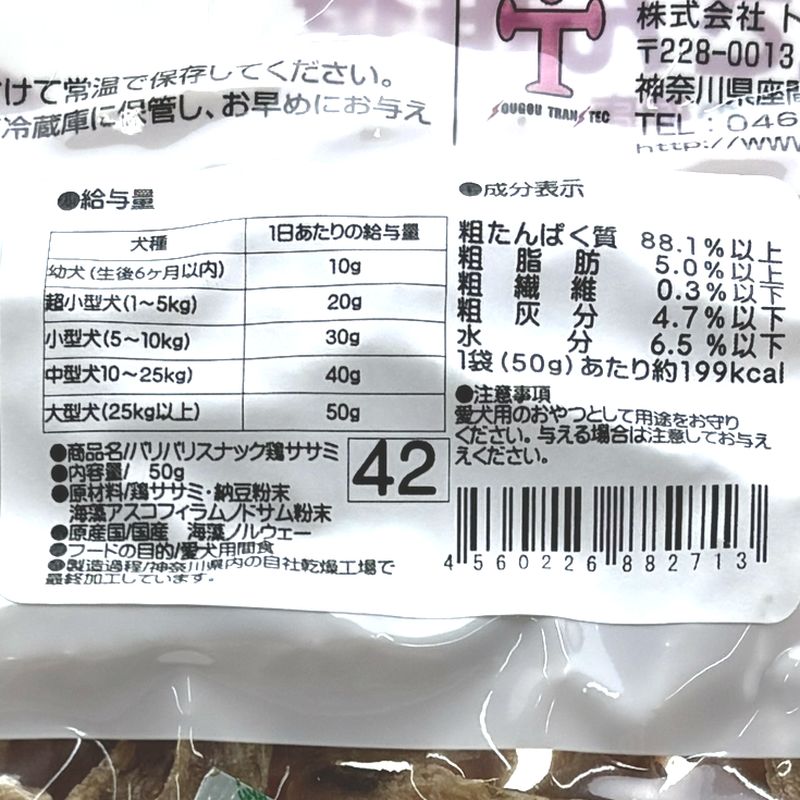 けて常温で保存してください。
冷蔵庫に保管し、お早めにお与え
SOUGOU TRANSTEC
株式会社 ト
〒228-0013
神奈川県座間
TEL:046
http://www
●給与量
犬種 1日あたりの給与量
幼犬(生後6ヶ月以内) 10g
超小型犬(1~5kg) 20g
小型犬(5~10kg) 30g
中型犬10~25kg) 40g
大型犬(25kg以上) 50g
●商品名/バリバリスナック鶏ササミ
●内容量/ 50g
●原材料/鶏ササミ・納豆粉末
海藻アスコフィラムノドサム粉末
●原産国/国産 海藻ノルウェー
●フードの目的/愛犬用間食
●製造過程/神奈川県内の自社乾燥工場で
最終加工しています。
42
●成分表示
粗たんぱく質 88.1%以上
粗脂肪 5.0%以上
粗繊維 0.3%以下
粗灰分 4.7%以下
水分 6.5%以下
1袋(50g)あたり約199kcal
●注意事項
愛犬用のおやつとして用途をお守り
ください。与える場合は注意してお与え
えください。
4560226882713